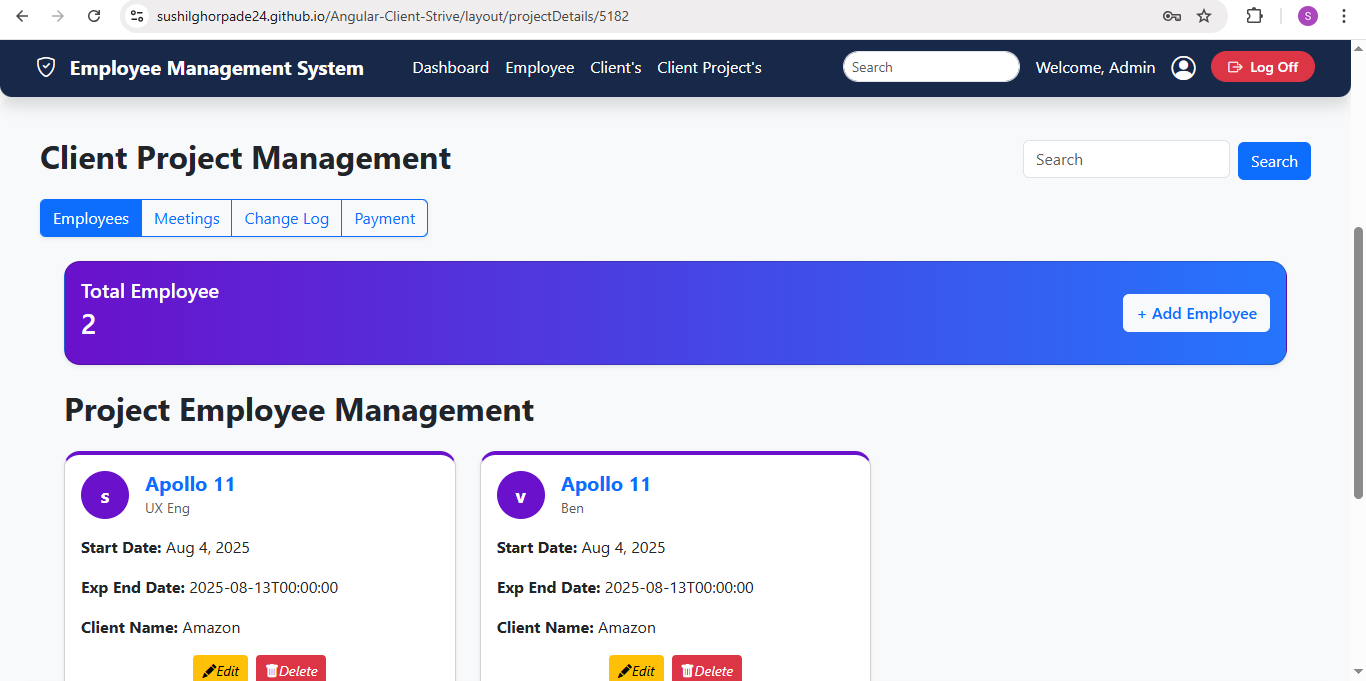 sushilghorpade24.github.io/Angular-Client-Strive/layout/projectDetails/5182
S
Employee Management System
Dashboard Employee Client's Client Project's
Search
Welcome, Admin
Log Off
Client Project Management
Search
Search
Employees Meetings Change Log Payment
Total Employee
2
+ Add Employee
Project Employee Management
s
Apollo 11
UX Eng
Start Date: Aug 4, 2025
Exp End Date: 2025-08-13T00:00:00
Client Name: Amazon
Edit Delete
v
Apollo 11
Ben
Start Date: Aug 4, 2025
Exp End Date: 2025-08-13T00:00:00
Client Name: Amazon
Edit Delete